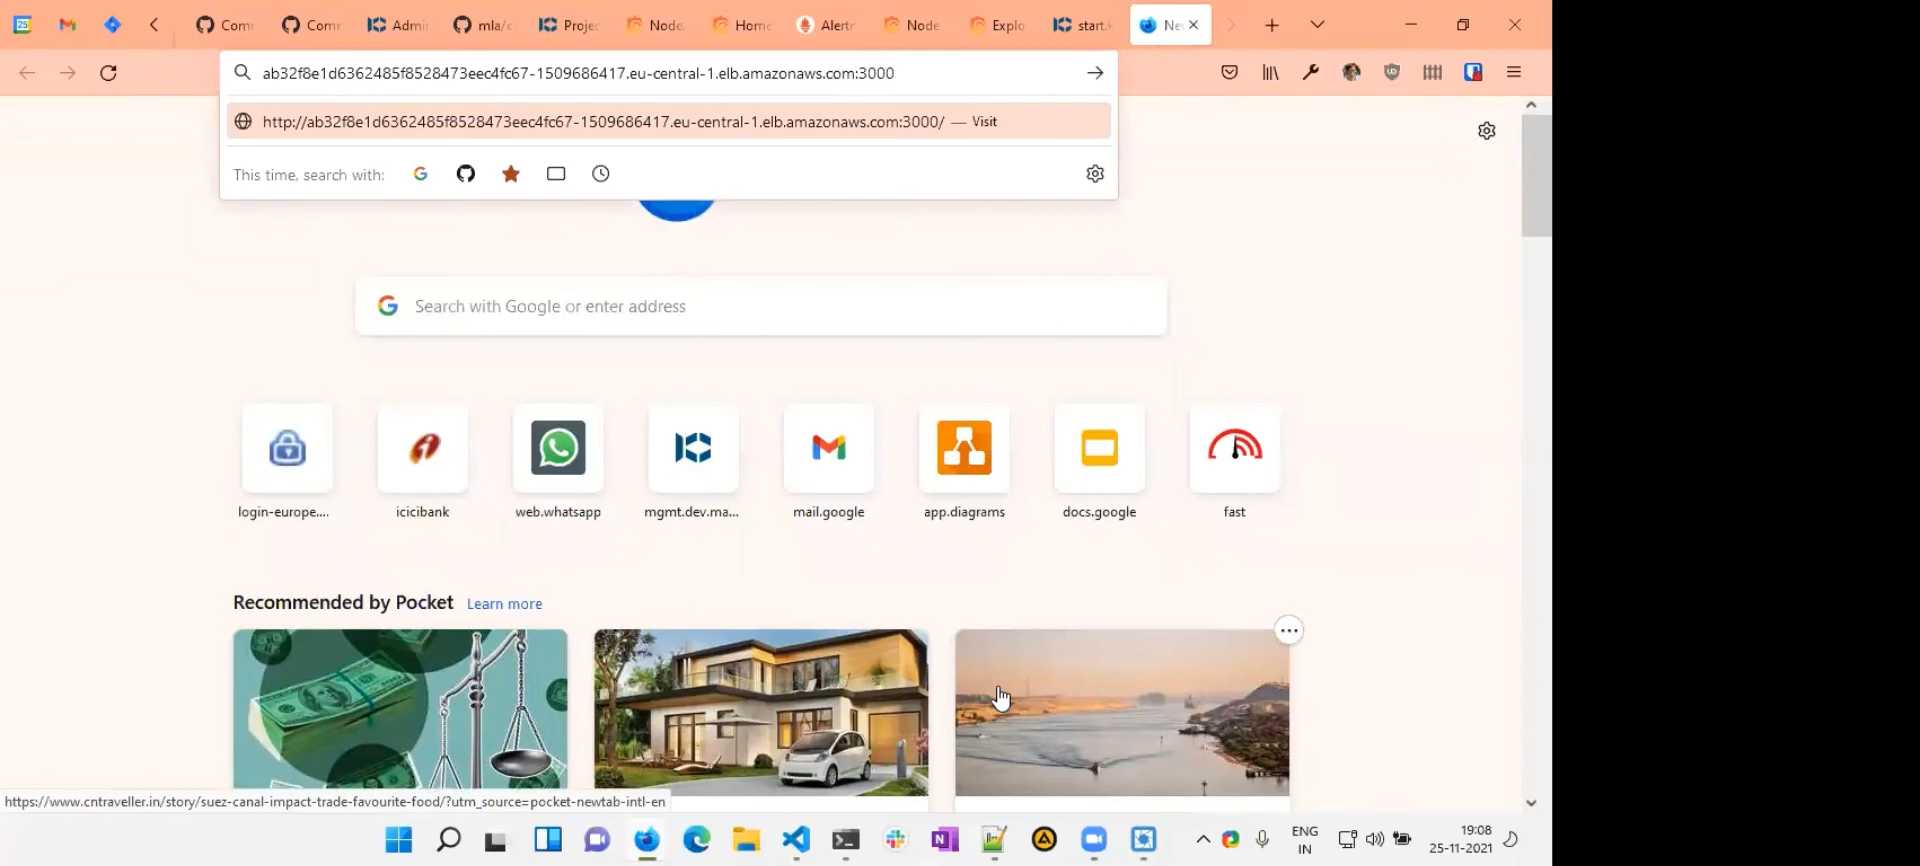 Com
Com
Admi
mla/c
Projec
Node
Home
Alertr
Node
Explo
start.
Ne
ab32f8e1d6362485f8528473eec4fc67-1509686417.eu-central-1.elb.amazonaws.com:3000
http://ab32f8e1d6362485f8528473eec4fc67-1509686417.eu-central-1.elb.amazonaws.com:3000/ — Visit
This time, search with:
Search with Google or enter address
login-europe....
icicibank
web.whatsapp
mgmt.dev.ma...
mail.google
app.diagrams
docs.google
fast
Recommended by Pocket Learn more
https://www.cntraveller.in/story/suez-canal-impact-trade-favourite-food/?utm_source=pocket-newtab-intl-en
ENG
IN
19:08
25-11-2021